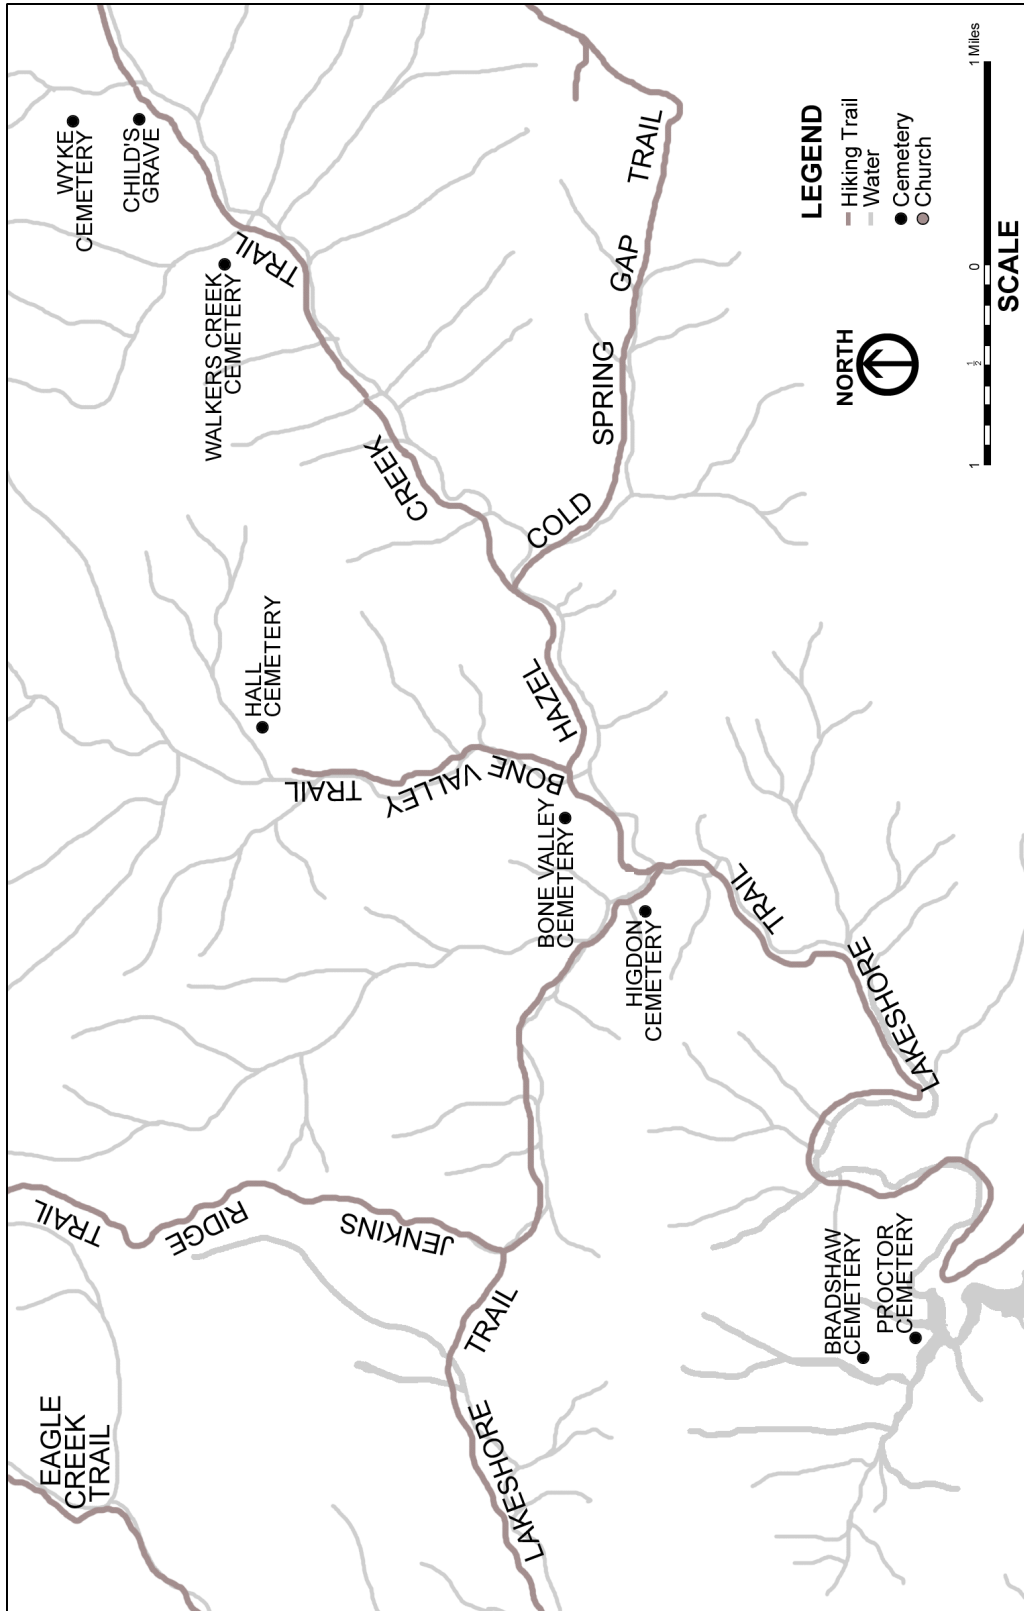 WYKE
CEMETERY
CHILD'S
GRAVE
WALKERS CREEK
CEMETERY
HALL
CEMETERY
HAZEL
CREEK
TRAIL
COLD
SPRING
GAP
TRAIL
BONE
VALLEY
TRAIL
BONE VALLEY
CEMETERY
HIGDON
CEMETERY
LAKESHORE
TRAIL
JENKINS
RIDGE
TRAIL
LAKESHORE
TRAIL
EAGLE
CREEK
TRAIL
BRADSHAW
CEMETERY
PROCTOR
CEMETERY
NORTH
LEGEND
Hiking Trail
Water
Cemetery
Church
1 ½ 0 1 Miles
SCALE